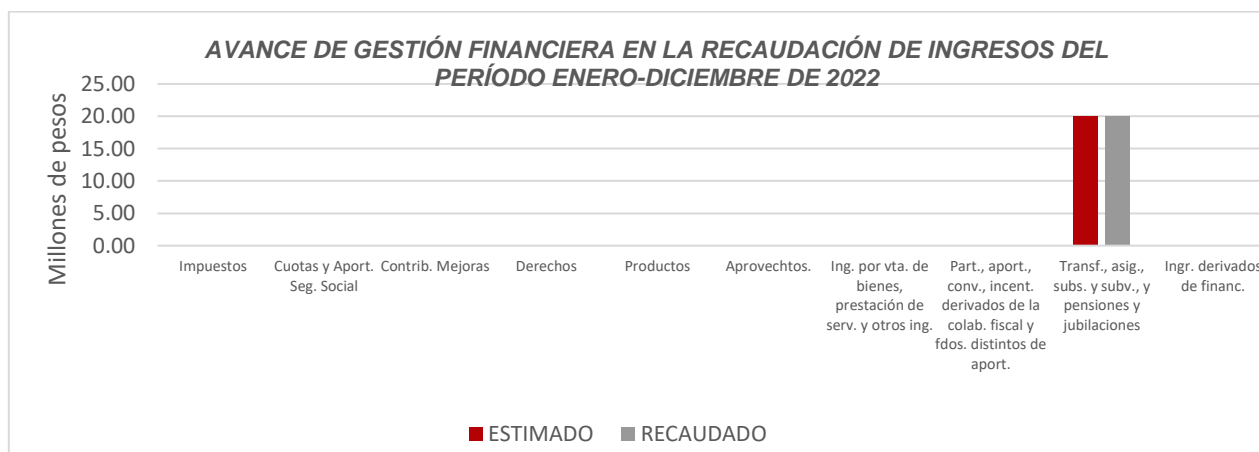 AVANCE DE GESTIÓN FINANCIERA EN LA RECAUDACIÓN DE INGRESOS DEL
PERÍODO ENERO-DICIEMBRE DE 2022
Millones de pesos
25.00
20.00
15.00
10.00
5.00
0.00
Impuestos
Cuotas y Aport.
Seg. Social
Contrib. Mejoras
Derechos
Productos
Aprovechtos.
Ing. por vta. de
bienes,
prestación de
serv. y otros ing.
Part., aport.,
conv., incent.
derivados de la
colab. fiscal y
fdos. distintos de
aport.
Transf., asig.,
subs. y subv., y
pensiones y
jubilaciones
Ingr. derivados
de financ.
ESTIMADO
RECAUDADO